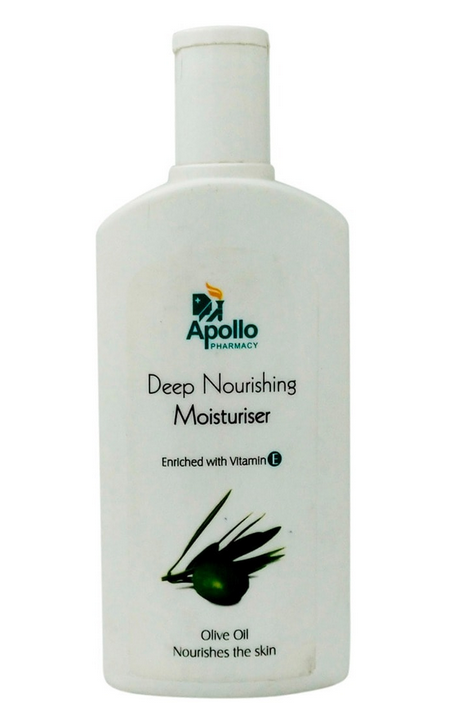 Apollo
PHARMACY
Deep Nourishing
Moisturiser
Enriched with Vitamin E
Olive Oil
Nourishes the skin